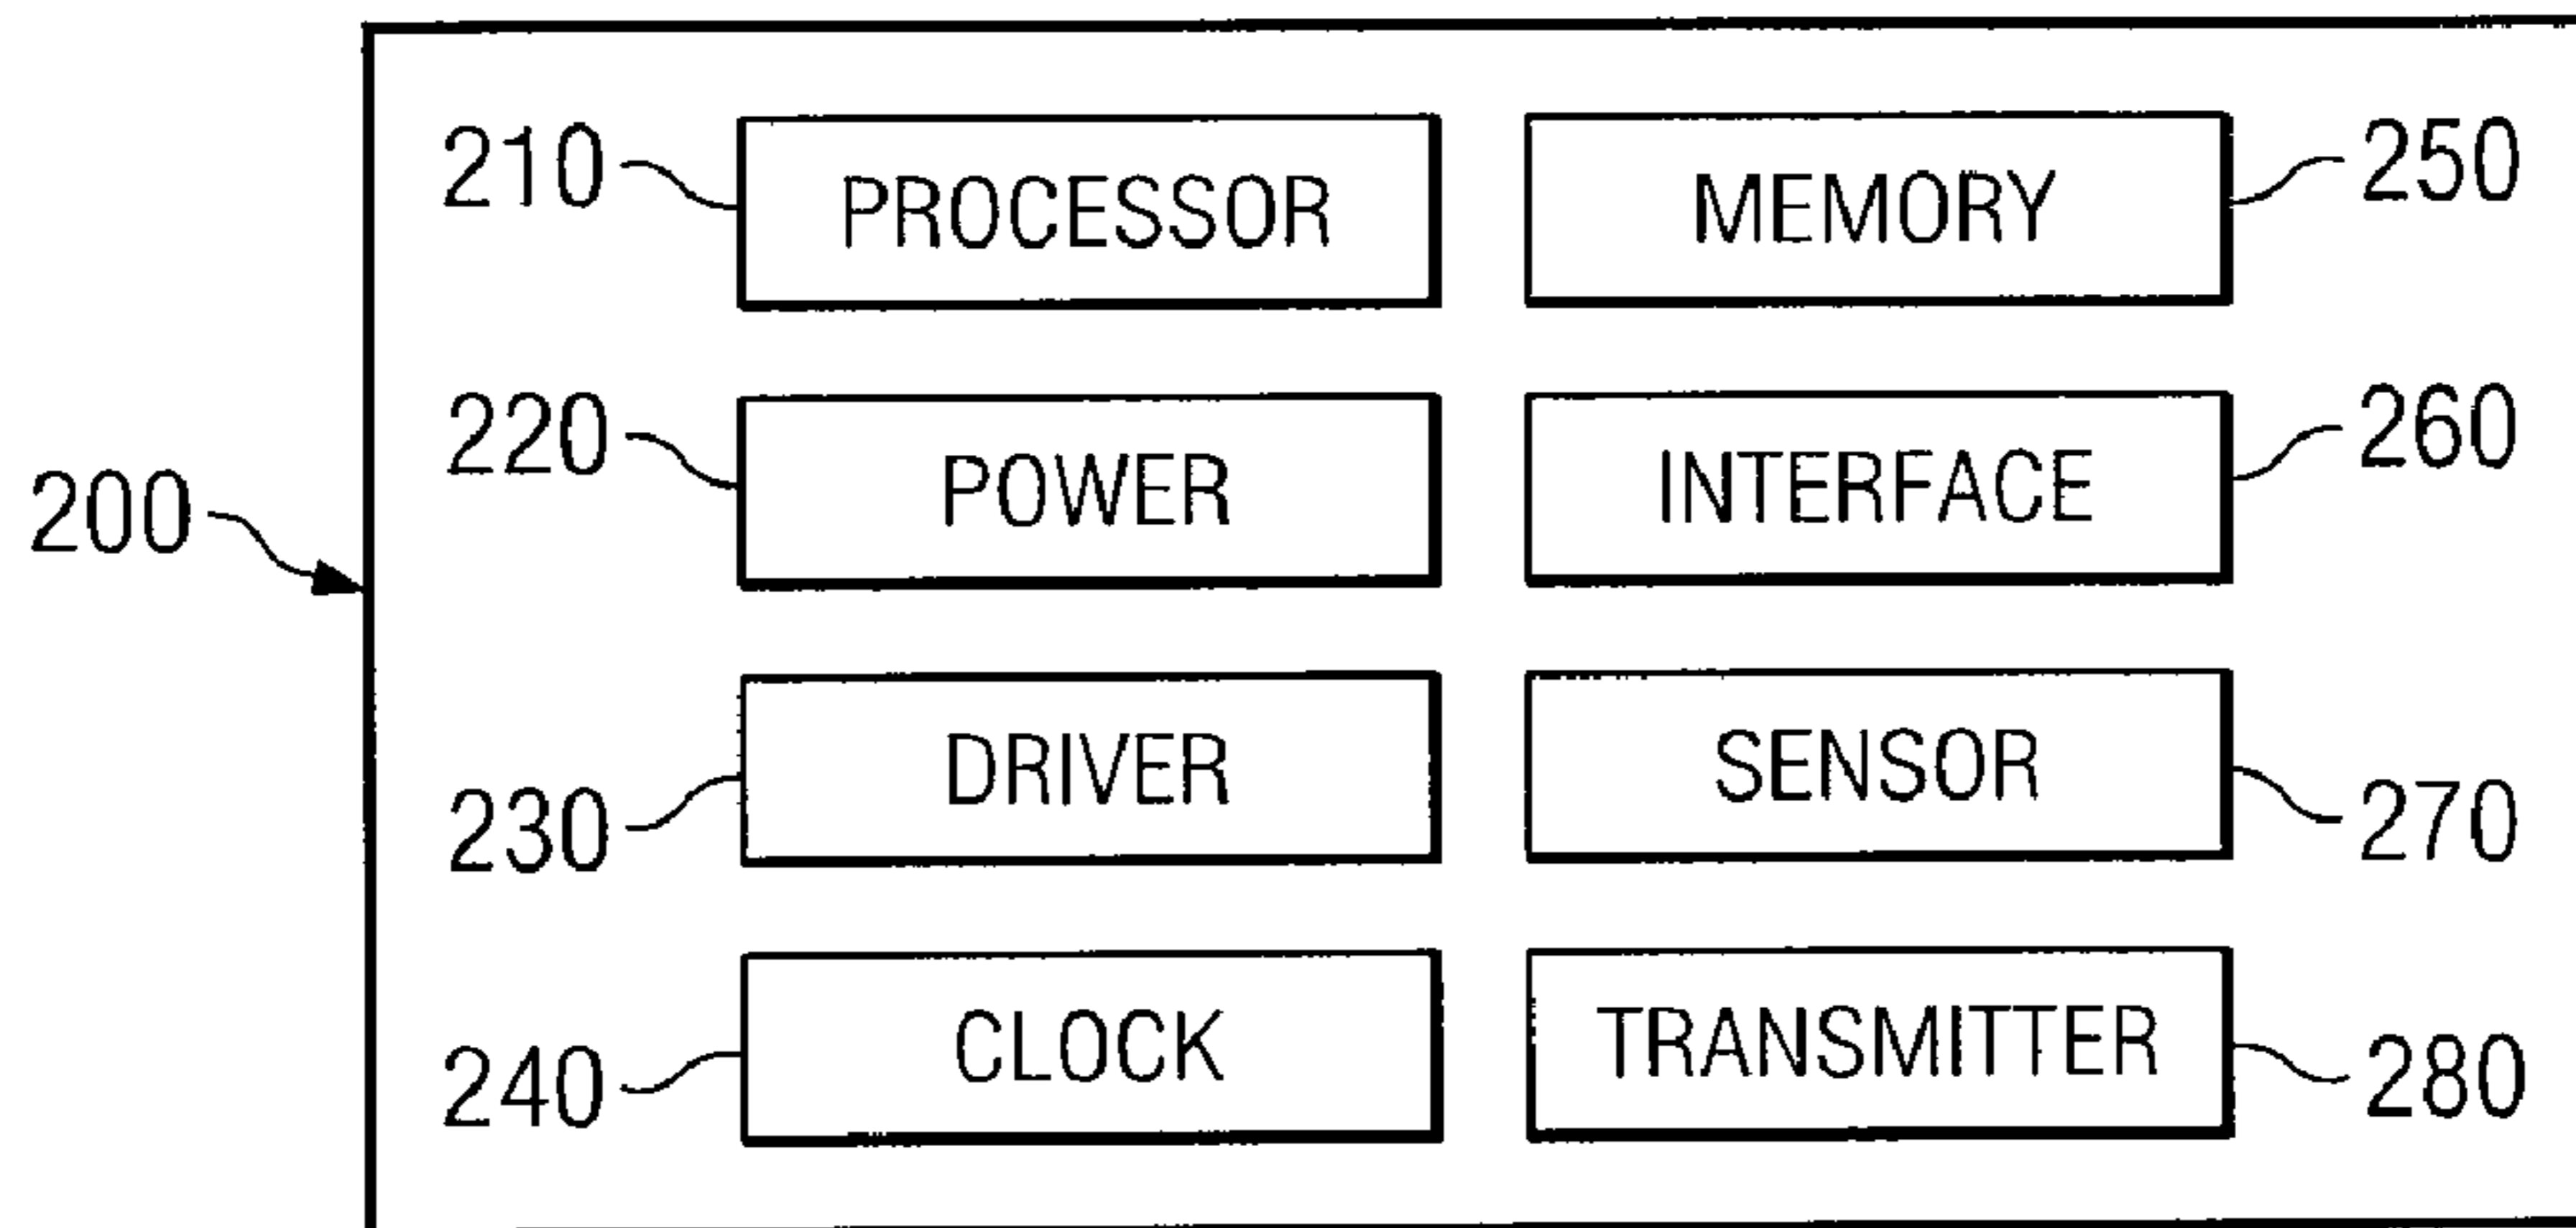 210 PROCESSOR MEMORY 250
220 POWER INTERFACE 260
200
230 DRIVER SENSOR 270
240 CLOCK TRANSMITTER 280